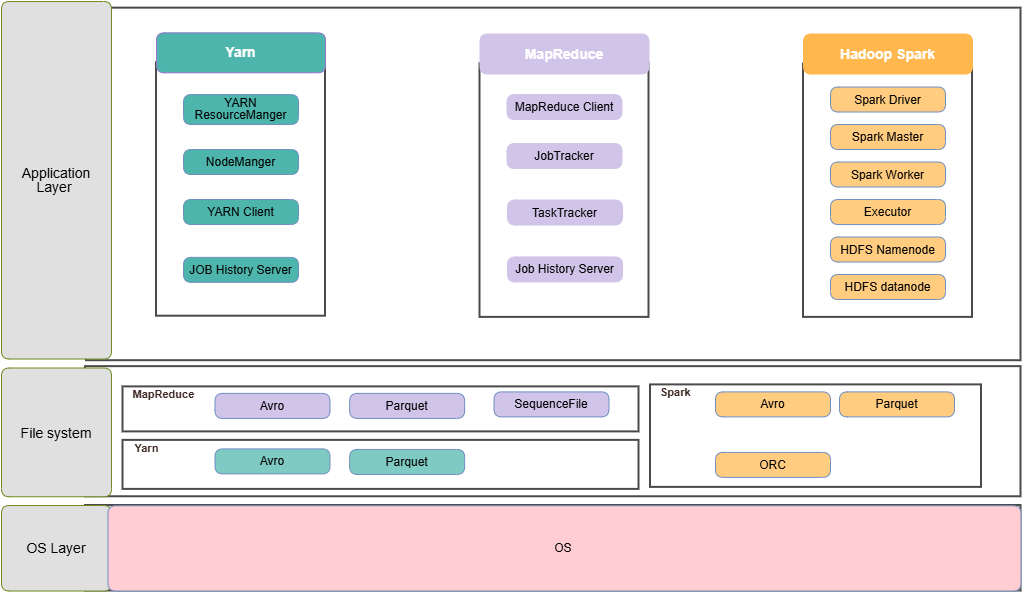 Application
Layer
Yarn
YARN
ResourceManger
NodeManger
YARN Client
JOB History Server
MapReduce
MapReduce Client
JobTracker
TaskTracker
Job History Server
Hadoop Spark
Spark Driver
Spark Master
Spark Worker
Executor
HDFS Namenode
HDFS datanode
File system
MapReduce
Avro
Parquet
SequenceFile
Yarn
Avro
Parquet
Spark
Avro
Parquet
ORC
OS Layer
OS